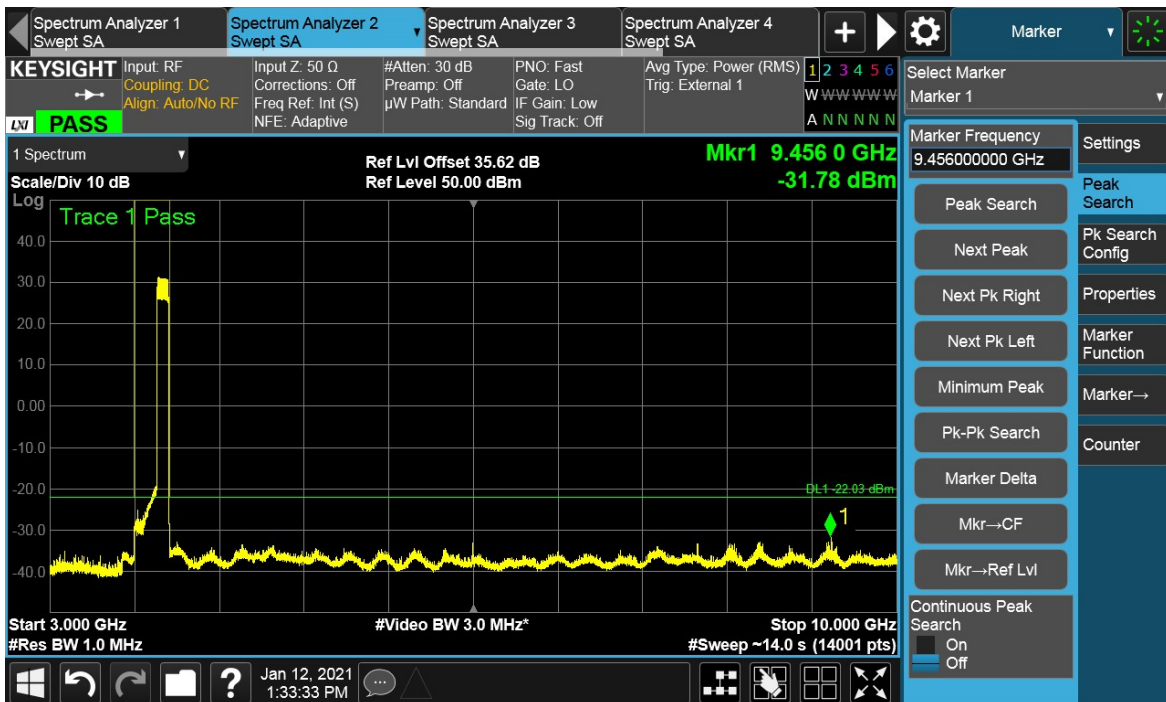 Spectrum Analyzer 1
Swept SA
Spectrum Analyzer 2
Swept SA
Spectrum Analyzer 3
Swept SA
Spectrum Analyzer 4
Swept SA
+
Marker
KEYSIGHT
LXI PASS
Input: RF
Coupling: DC
Align: Auto/No RF
Input Z: 50 Ω
Corrections: Off
Freq Ref: Int (S)
NFE: Adaptive
#Atten: 30 dB
Preamp: Off
µW Path: Standard
PNO: Fast
Gate: LO
IF Gain: Low
Sig Track: Off
Avg Type: Power (RMS)
Trig: External 1
1 2 3 4 5 6
W W W W W W
A N N N N N
Select Marker
Marker 1
1 Spectrum
Scale/Div 10 dB
Ref Lvl Offset 35.62 dB
Ref Level 50.00 dBm
Mkr1 9.456 0 GHz
-31.78 dBm
Log
Trace 1 Pass
40.0
30.0
20.0
10.0
0.00
-10.0
-20.0
-30.0
-40.0
DL1 -22.03 dBm
1
Start 3.000 GHz
#Res BW 1.0 MHz
#Video BW 3.0 MHz*
Stop 10.000 GHz
#Sweep ~14.0 s (14001 pts)
Marker Frequency
9.456000000 GHz
Peak Search
Next Peak
Next Pk Right
Next Pk Left
Minimum Peak
Pk-Pk Search
Marker Delta
Mkr→CF
Mkr→Ref Lvl
Continuous Peak
Search
On
Off
Settings
Peak
Search
Pk Search
Config
Properties
Marker
Function
Marker→
Counter
?
Jan 12, 2021
1:33:33 PM